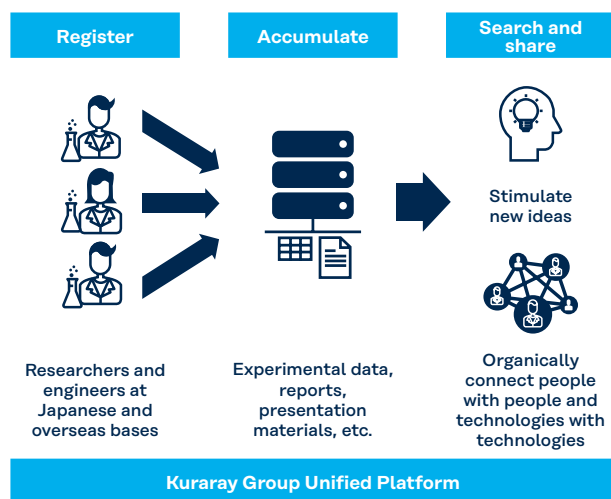 Register
Accumulate
Search and
share
Stimulate
new ideas
Researchers and
engineers at
Japanese and
overseas bases
Experimental data,
reports,
presentation
materials, etc.
Organically
connect people
with people and
technologies with
technologies
Kuraray Group Unified Platform